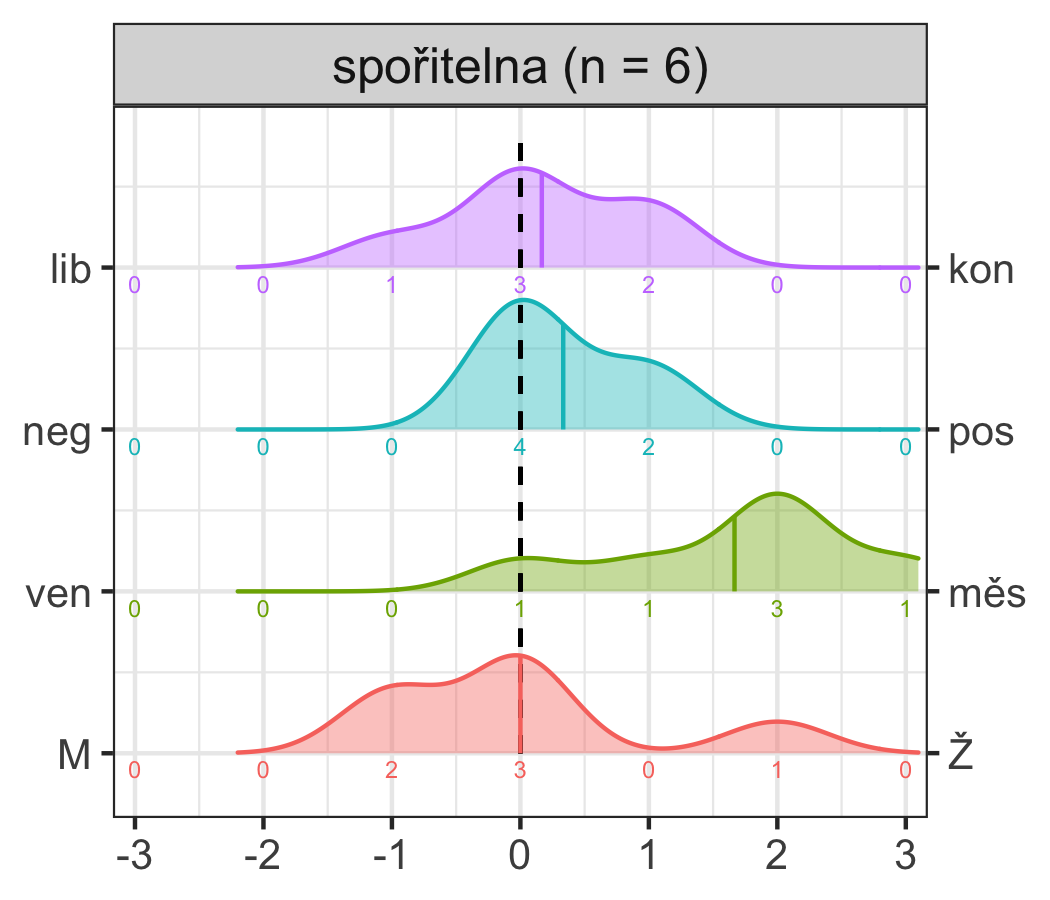 spořitelna (n = 6)
lib kon
0 0 1 3 2 0 0
neg pos
0 0 0 4 2 0 0
ven měs
0 0 0 1 1 3 1
M Ž
0 0 2 3 0 1 0
-3 -2 -1 0 1 2 3